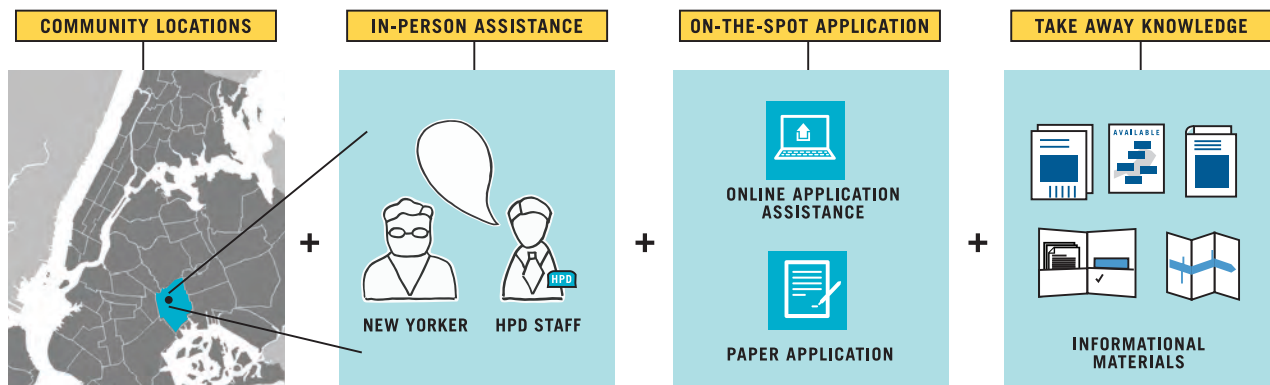 COMMUNITY LOCATIONS
IN-PERSON ASSISTANCE
ON-THE-SPOT APPLICATION
TAKE AWAY KNOWLEDGE
+
+
+
HPD
NEW YORKER
HPD STAFF
ONLINE APPLICATION
ASSISTANCE
PAPER APPLICATION
AVAILABLE
INFORMATIONAL
MATERIALS